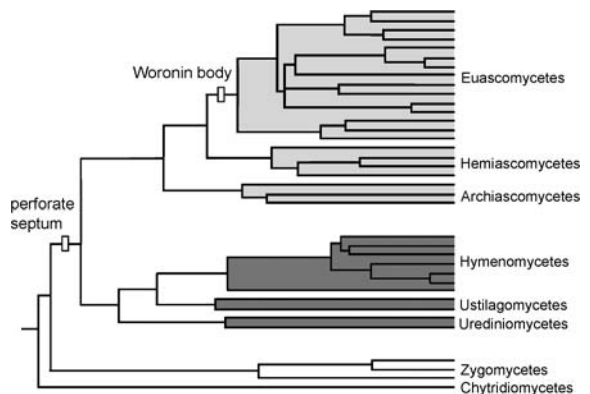 Woronin body
Euascomycetes
Hemiascomycetes
Archiascomycetes
perforate
septum
Hymenomycetes
Ustilagomycetes
Urediniomycetes
Zygomycetes
Chytridiomycetes